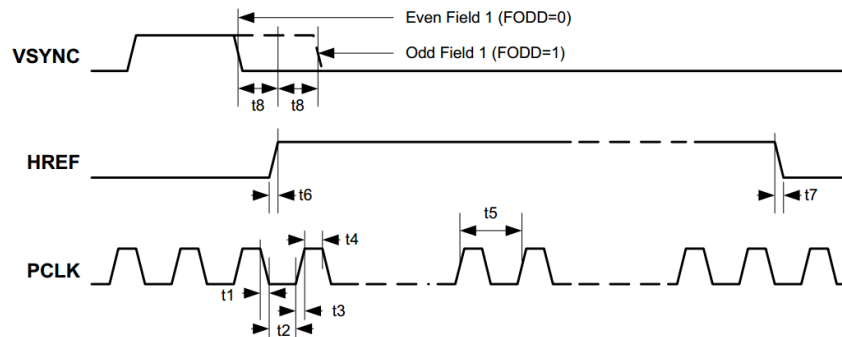 Even Field 1 (FODD=0)
VSYNC
Odd Field 1 (FODD=1)
t8 t8
HREF
t6 t7
t5
t4
PCLK
t1 t3
t2